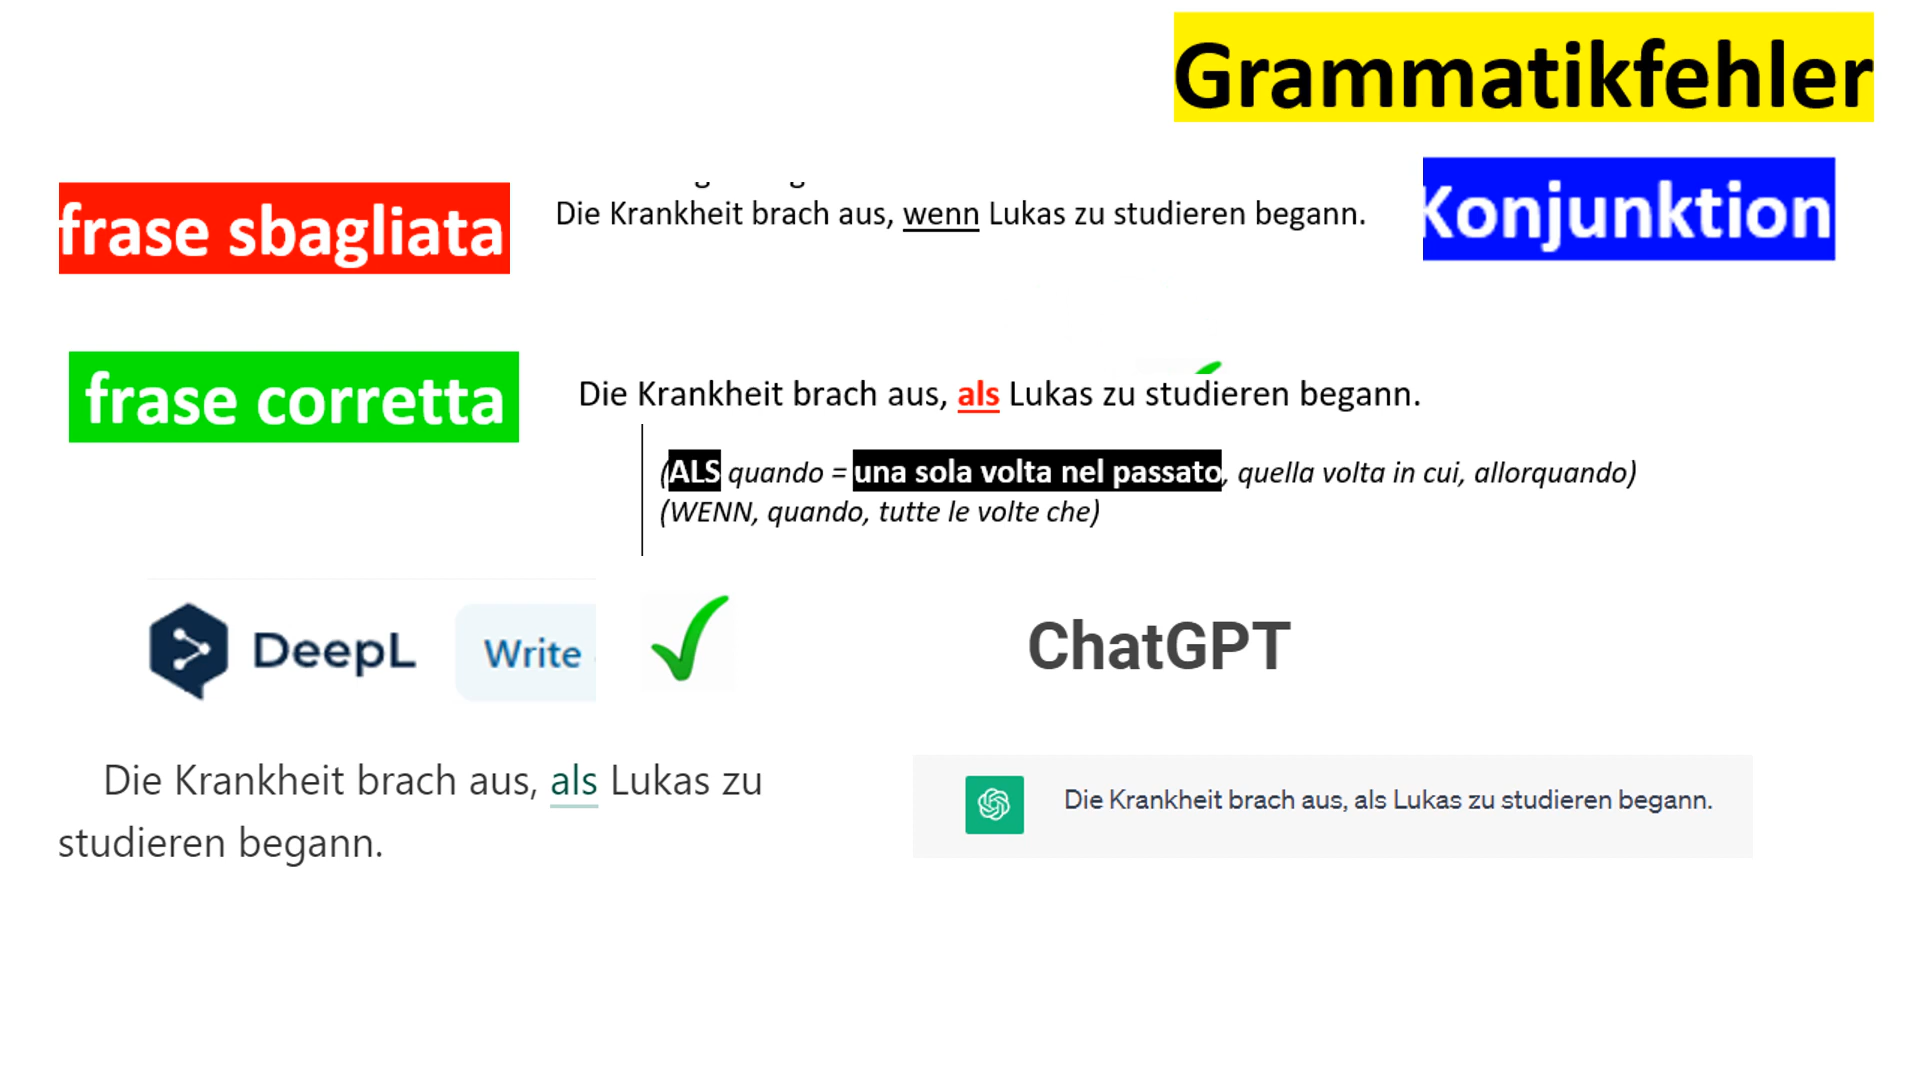 Grammatikfehler
frase sbagliata
Die Krankheit brach aus, wenn Lukas zu studieren begann.
Konjunktion
frase corretta
Die Krankheit brach aus, als Lukas zu studieren begann.
(ALS quando = una sola volta nel passato, quella volta in cui, allorquando)
(WENN, quando, tutte le volte che)
DeepL
Write
ChatGPT
Die Krankheit brach aus, als Lukas zu
studieren begann.
Die Krankheit brach aus, als Lukas zu studieren begann.